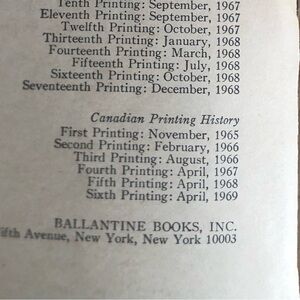 Tenth Printing: September, 1967
Eleventh Printing: September, 1967
Twelfth Printing: October, 1967
Thirteenth Printing: January, 1968
Fourteenth Printing: March, 1968
Fifteenth Printing: July, 1968
Sixteenth Printing: October, 1968
Seventeenth Printing: December, 1968
Canadian Printing History
First Printing: November, 1965
Second Printing: February, 1966
Third Printing: August, 1966
Fourth Printing: April, 1967
Fifth Printing: April, 1968
Sixth Printing: April, 1969
BALLANTINE BOOKS, INC.
ifth Avenue, New York, New York 10003